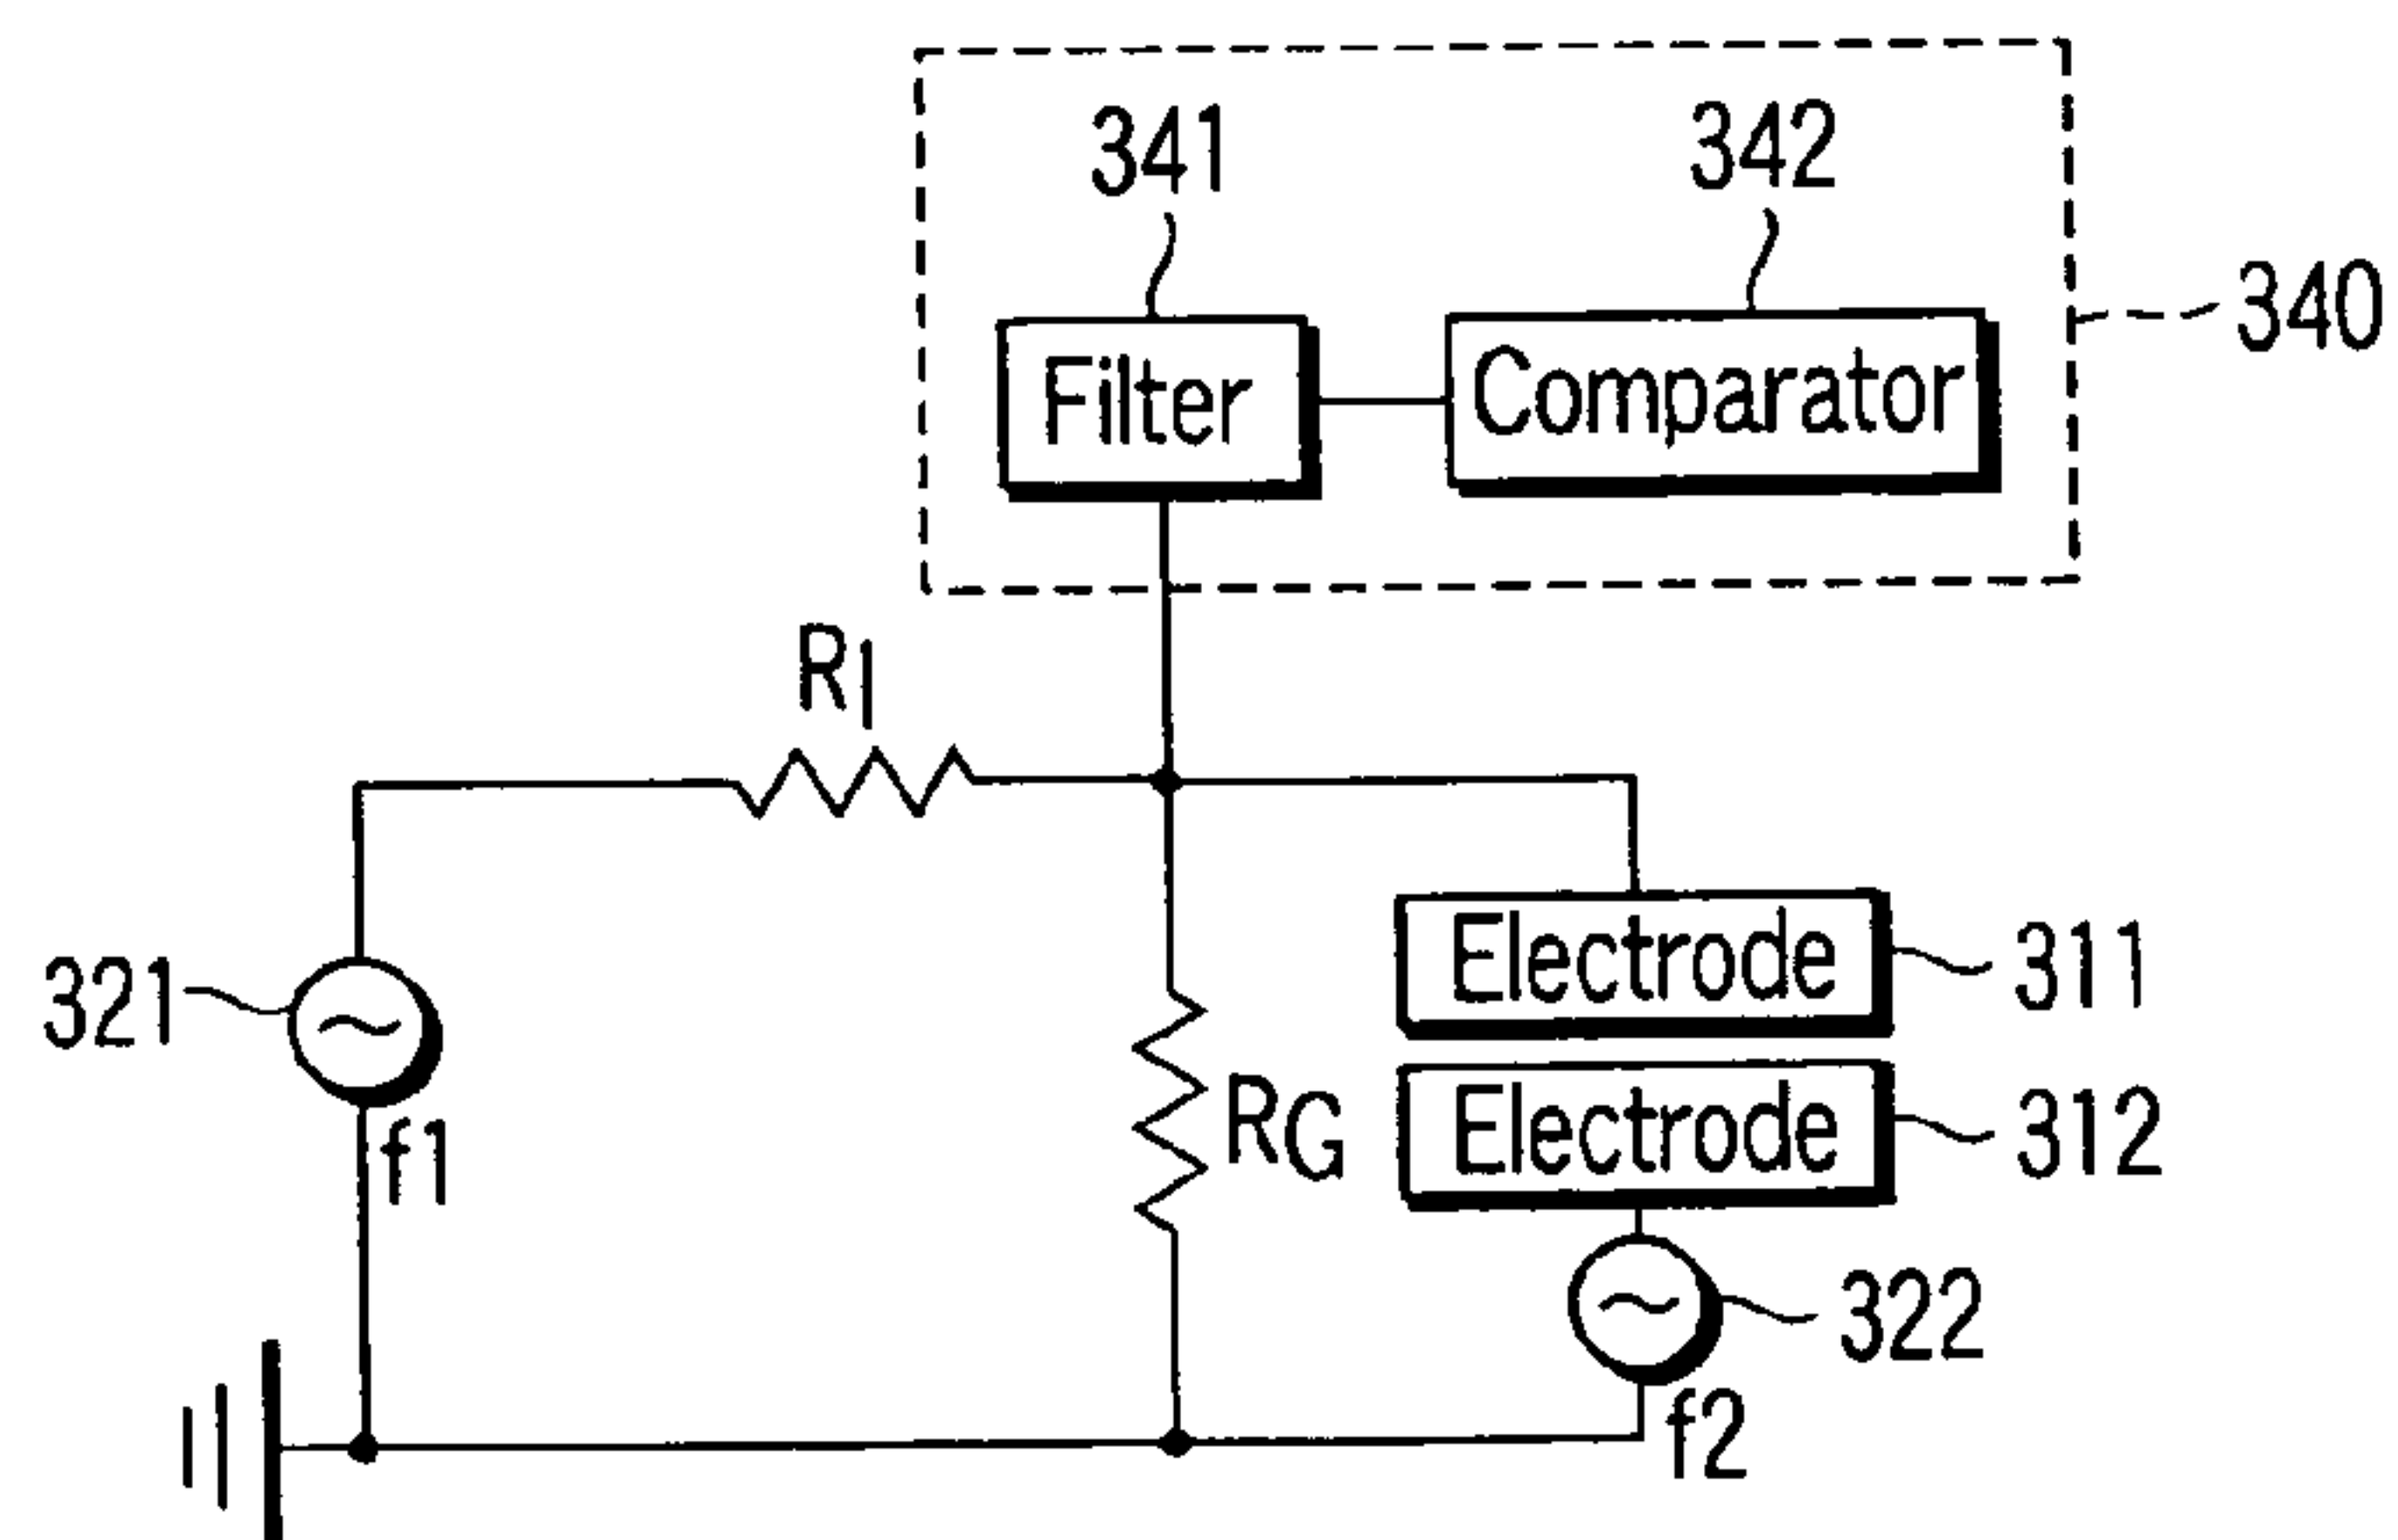 341
342
340
Filter
Comparator
R1
Electrode
311
321
Electrode
312
RG
f1
322
f2